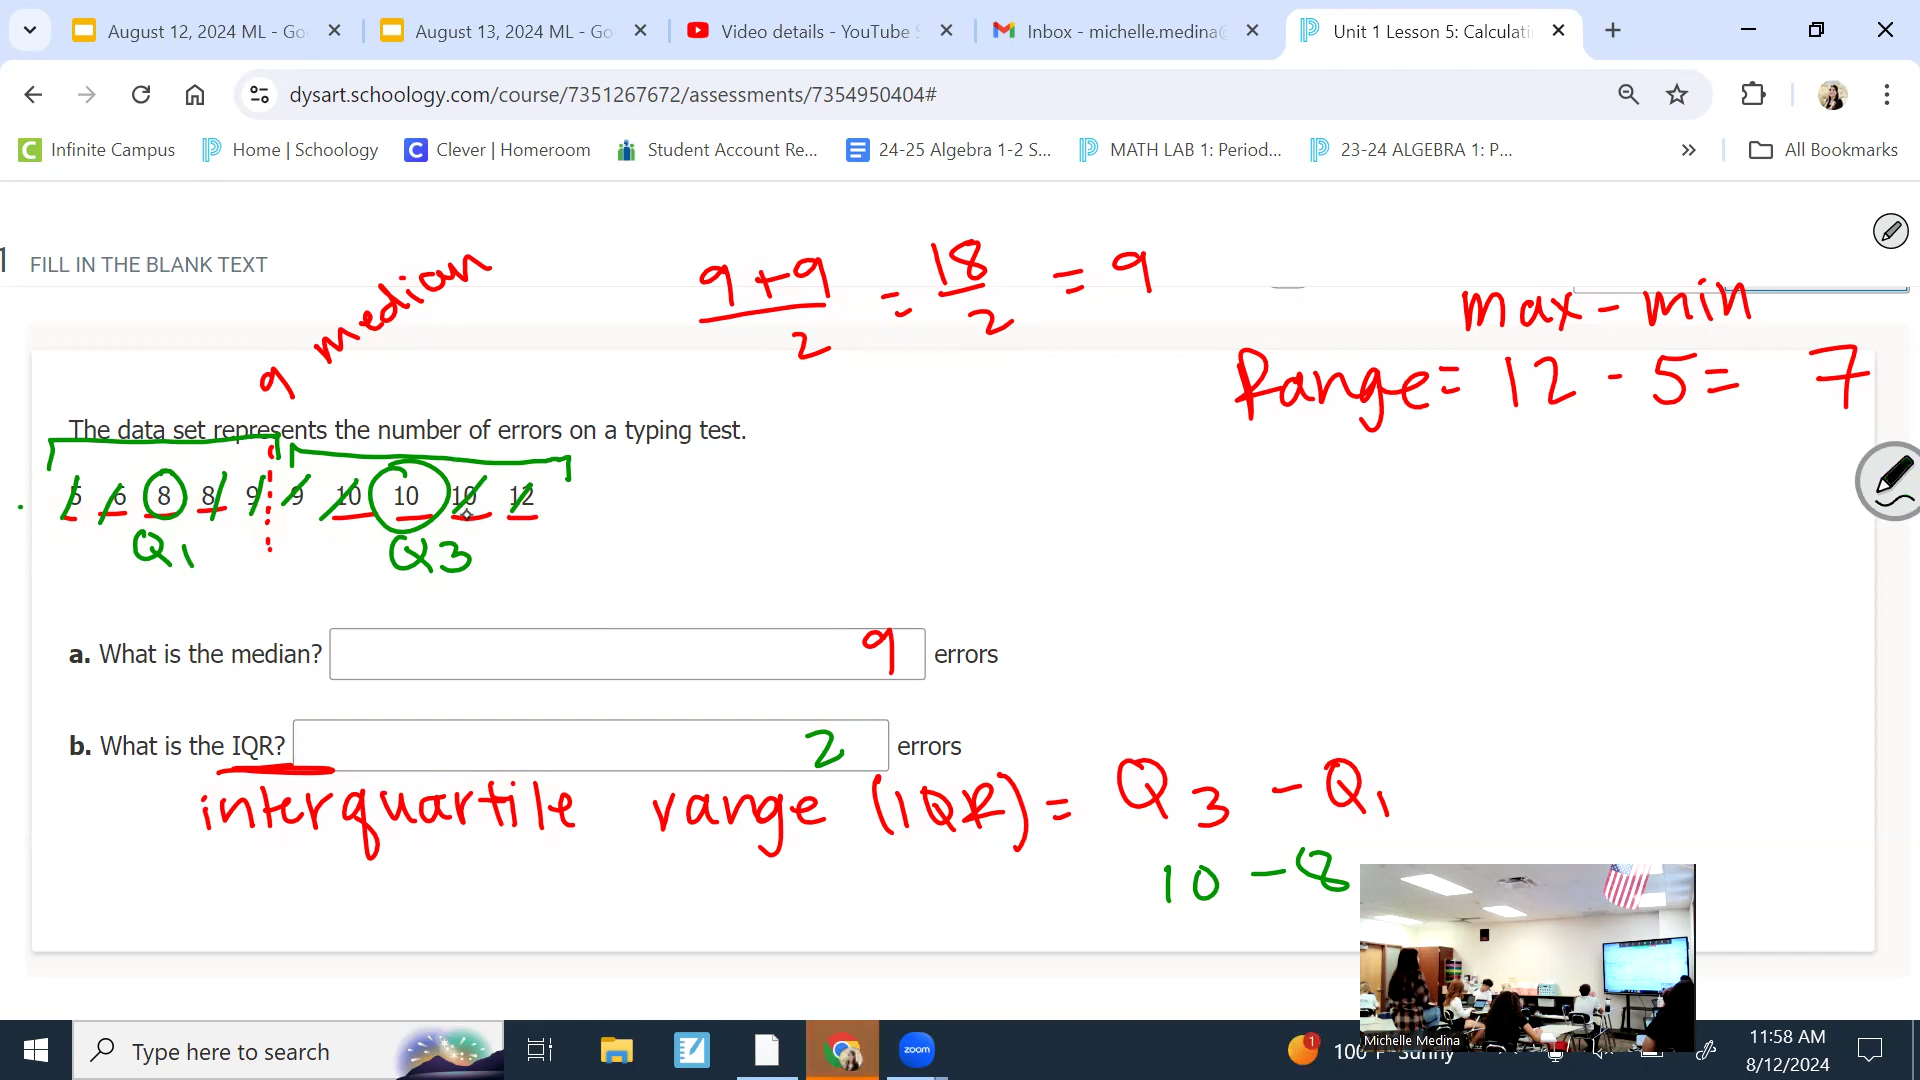 August 12, 2024 ML - Go
August 13, 2024 ML - Go
Video details - YouTube S
Inbox - michelle.medina@
Unit 1 Lesson 5: Calculati
dysart.schoology.com/course/7351267672/assessments/7354950404#
Infinite Campus
Home | Schoology
Clever | Homeroom
Student Account Re...
24-25 Algebra 1-2 S...
MATH LAB 1: Period...
23-24 ALGEBRA 1: P...
All Bookmarks
1 FILL IN THE BLANK TEXT
9 median
9+9/2 = 18/2 = 9
max - min
Range = 12 - 5 = 7
The data set represents the number of errors on a typing test.
5 6 8 8 9 9 10 10 10 12
Q1 Q3
a. What is the median? 9 errors
b. What is the IQR? 2 errors
interquartile range (IQR) = Q3 - Q1
10 - 8
Michelle Medina
Type here to search
zoom
1
11:58 AM
8/12/2024